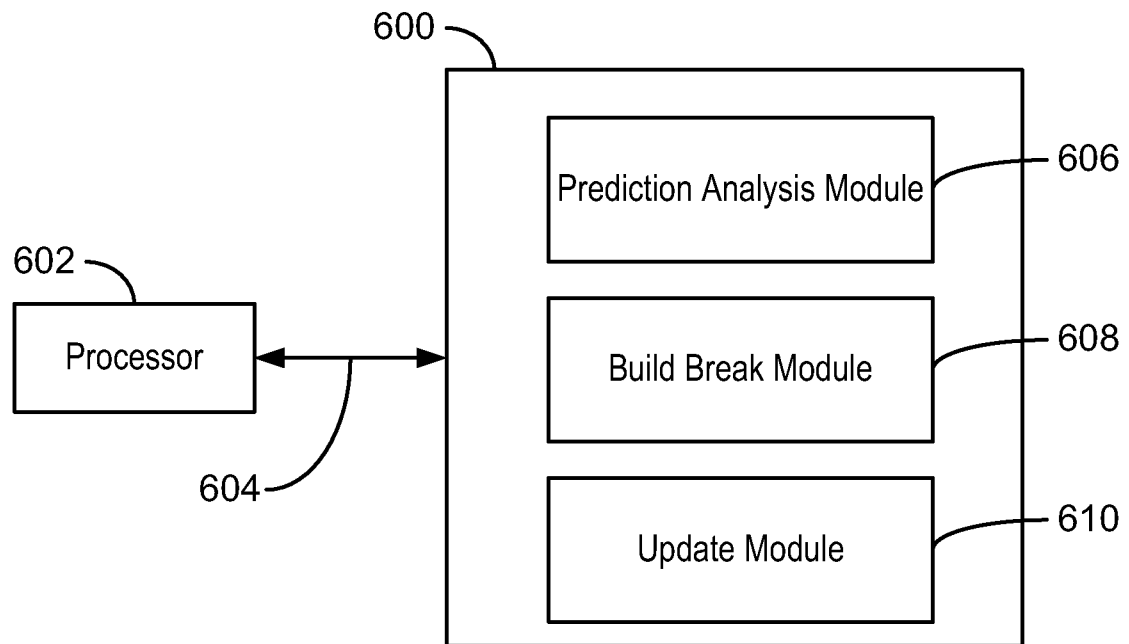 600
Prediction Analysis Module
606
602
Processor
Build Break Module
608
604
Update Module
610